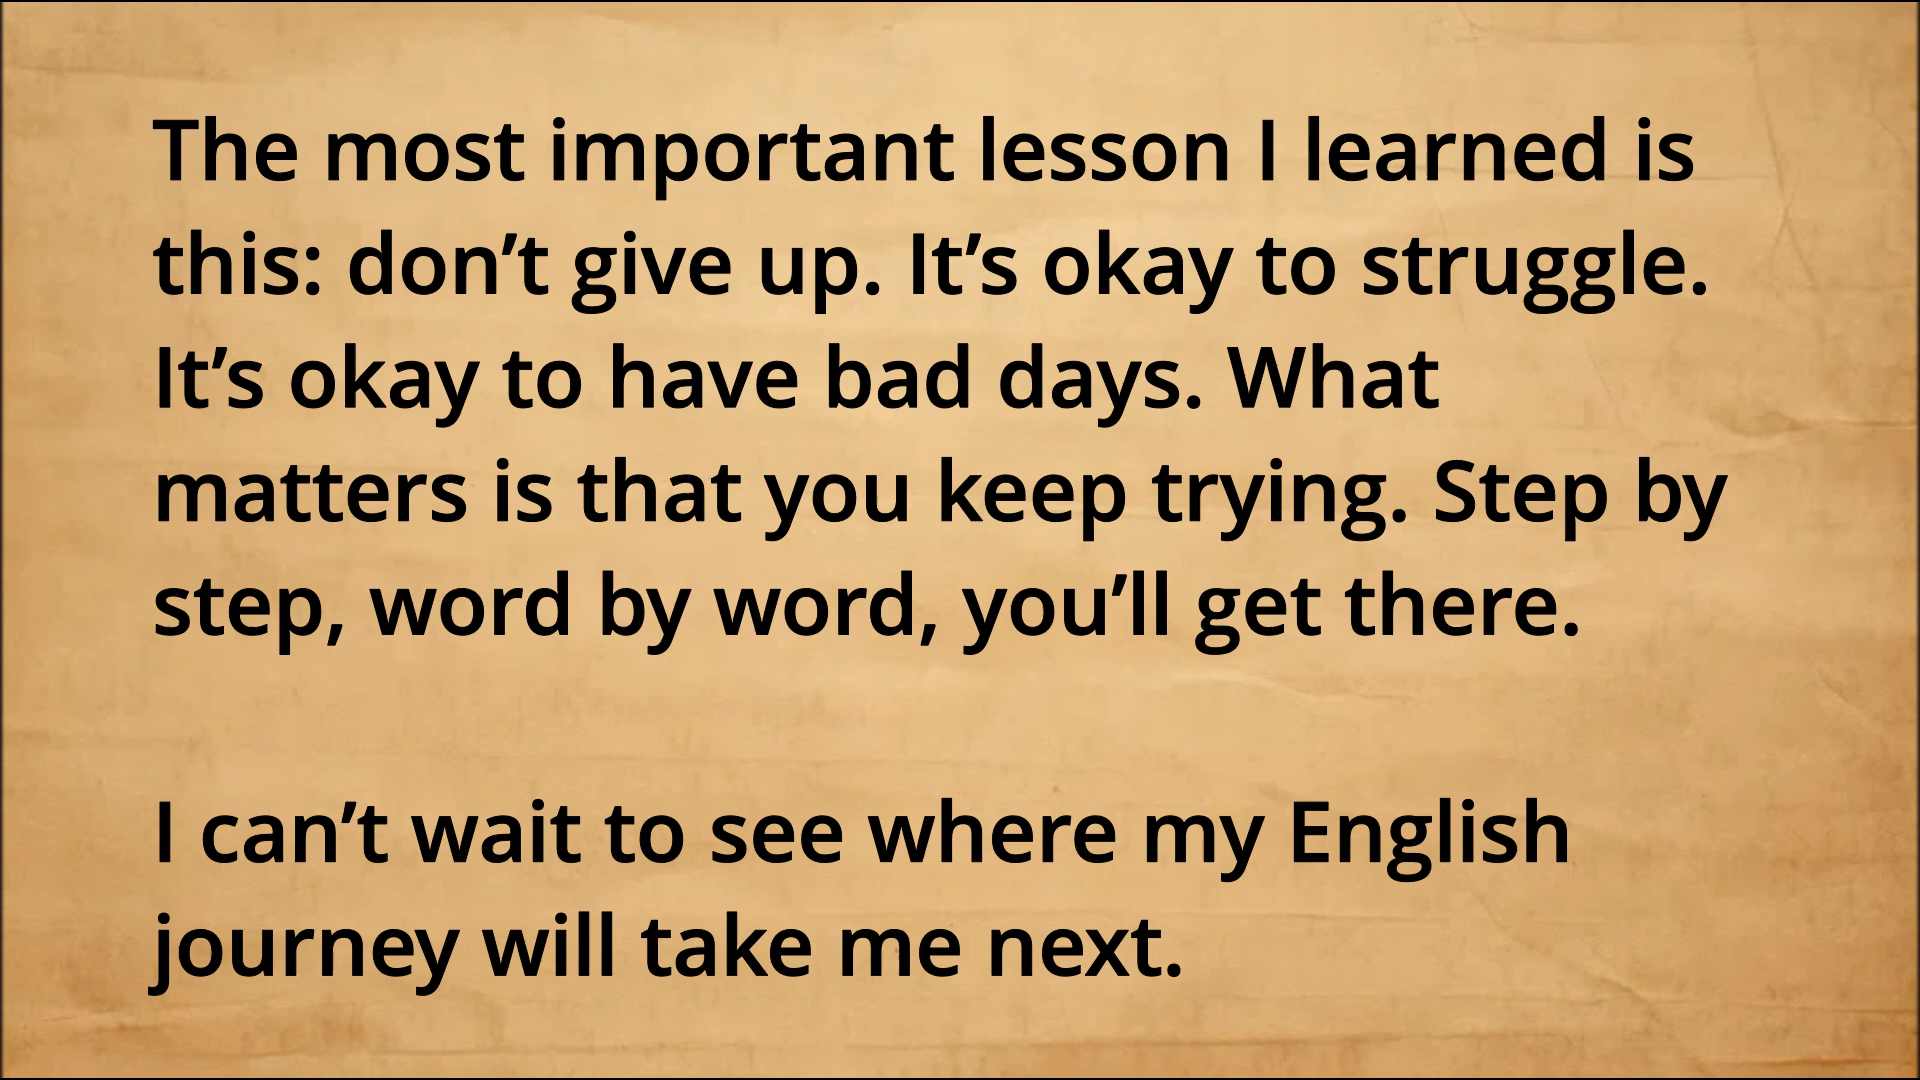 The most important lesson I learned is
this: don’t give up. It’s okay to struggle.
It’s okay to have bad days. What
matters is that you keep trying. Step by
step, word by word, you’ll get there.
I can’t wait to see where my English
journey will take me next.